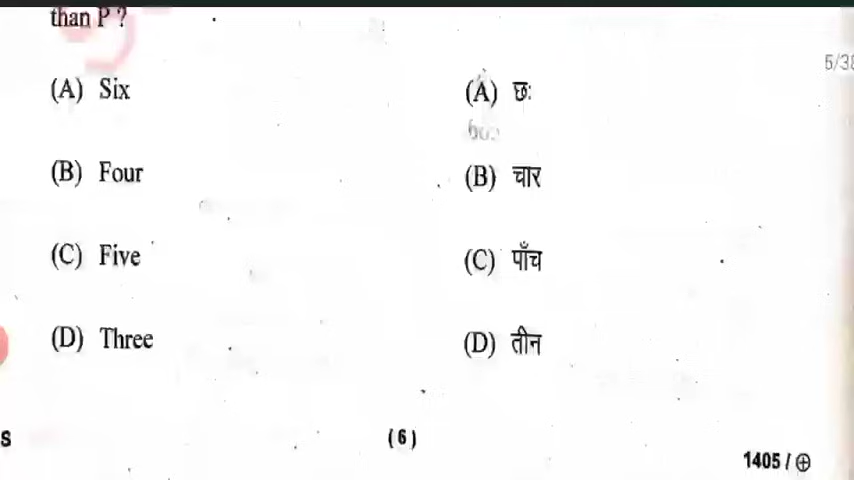 than P ?
5/38
(A) Six
(A) छः
(B) Four
(B) चार
(C) Five
(C) पाँच
(D) Three
(D) तीन
S
(6)
1405 / ⊕